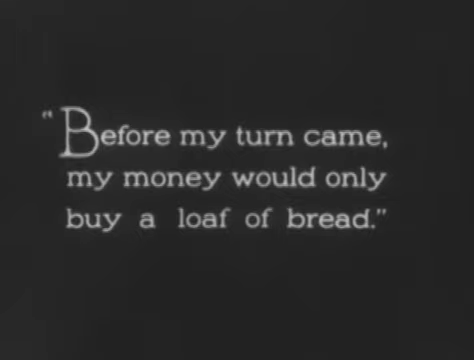 "Before my turn came,
my money would only
buy a loaf of bread."